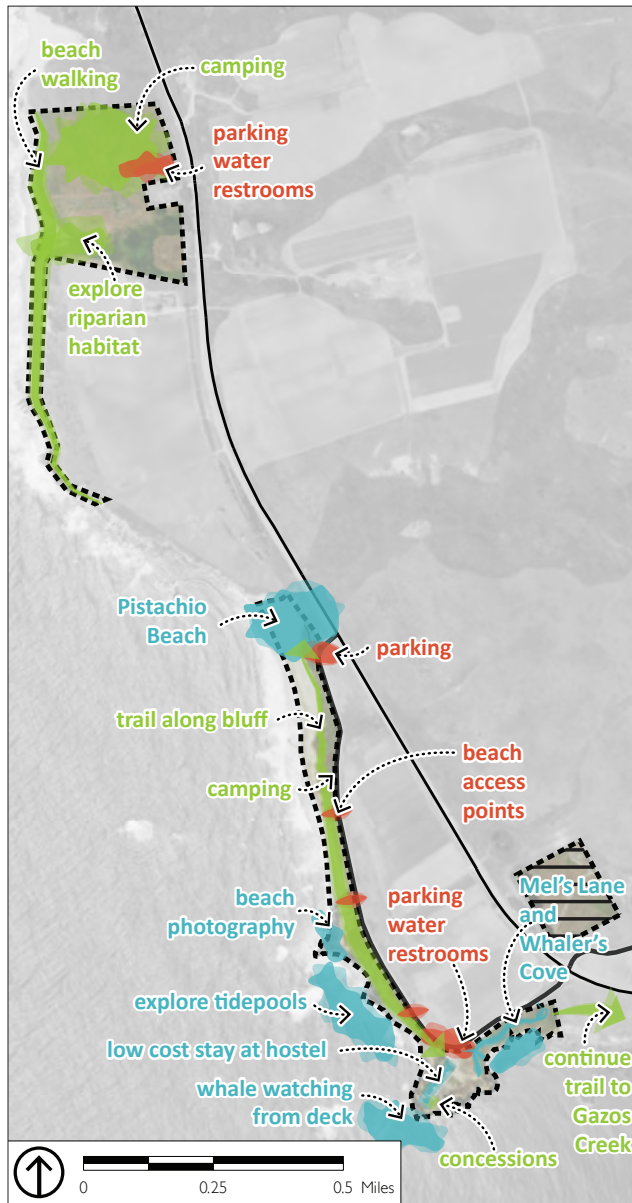 beach
walking
camping
parking
water
restrooms
explore
riparian
habitat
Pistachio
Beach
parking
trail along bluff
camping
beach
access
points
beach
photography
parking
water
restrooms
Mel's Lane
and
Whaler's
Cove
explore tidepools
low cost stay at hostel
whale watching
from deck
continue
trail to
Gazos
Creek
concessions
0 0.25 0.5 Miles